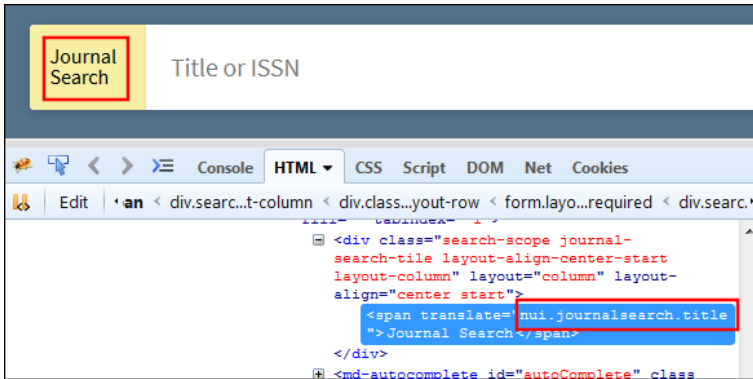 Journal
Search
Title or ISSN
Console HTML CSS Script DOM Net Cookies
Edit an < div.searc...t-column < div.class...yout-row < form.layo...required < div.searc.
<div class="search-scope journal-
search-tile layout-align-center-start
layout-column" layout="column" layout-
align="center start">
<span translate="nui.journalsearch.title
">Journal Search</span>
</div>
<md-autocomplete id="autoComplete" class